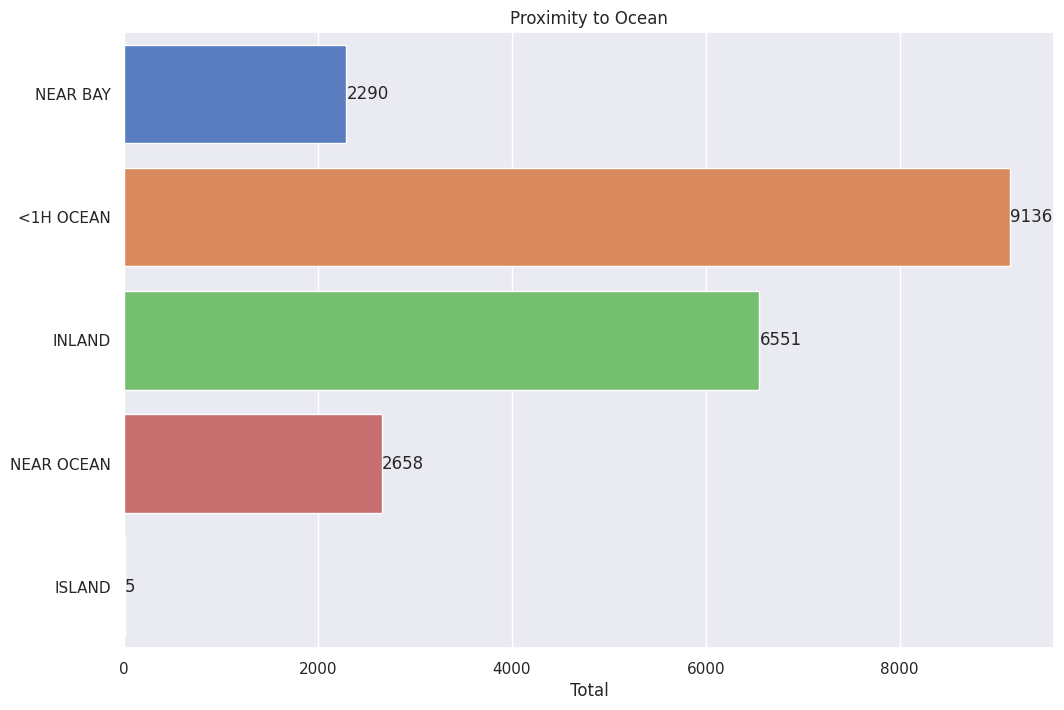 Proximity to Ocean
NEAR BAY 2290
<1H OCEAN 9136
INLAND 6551
NEAR OCEAN 2658
ISLAND 5
0 2000 4000 6000 8000
Total